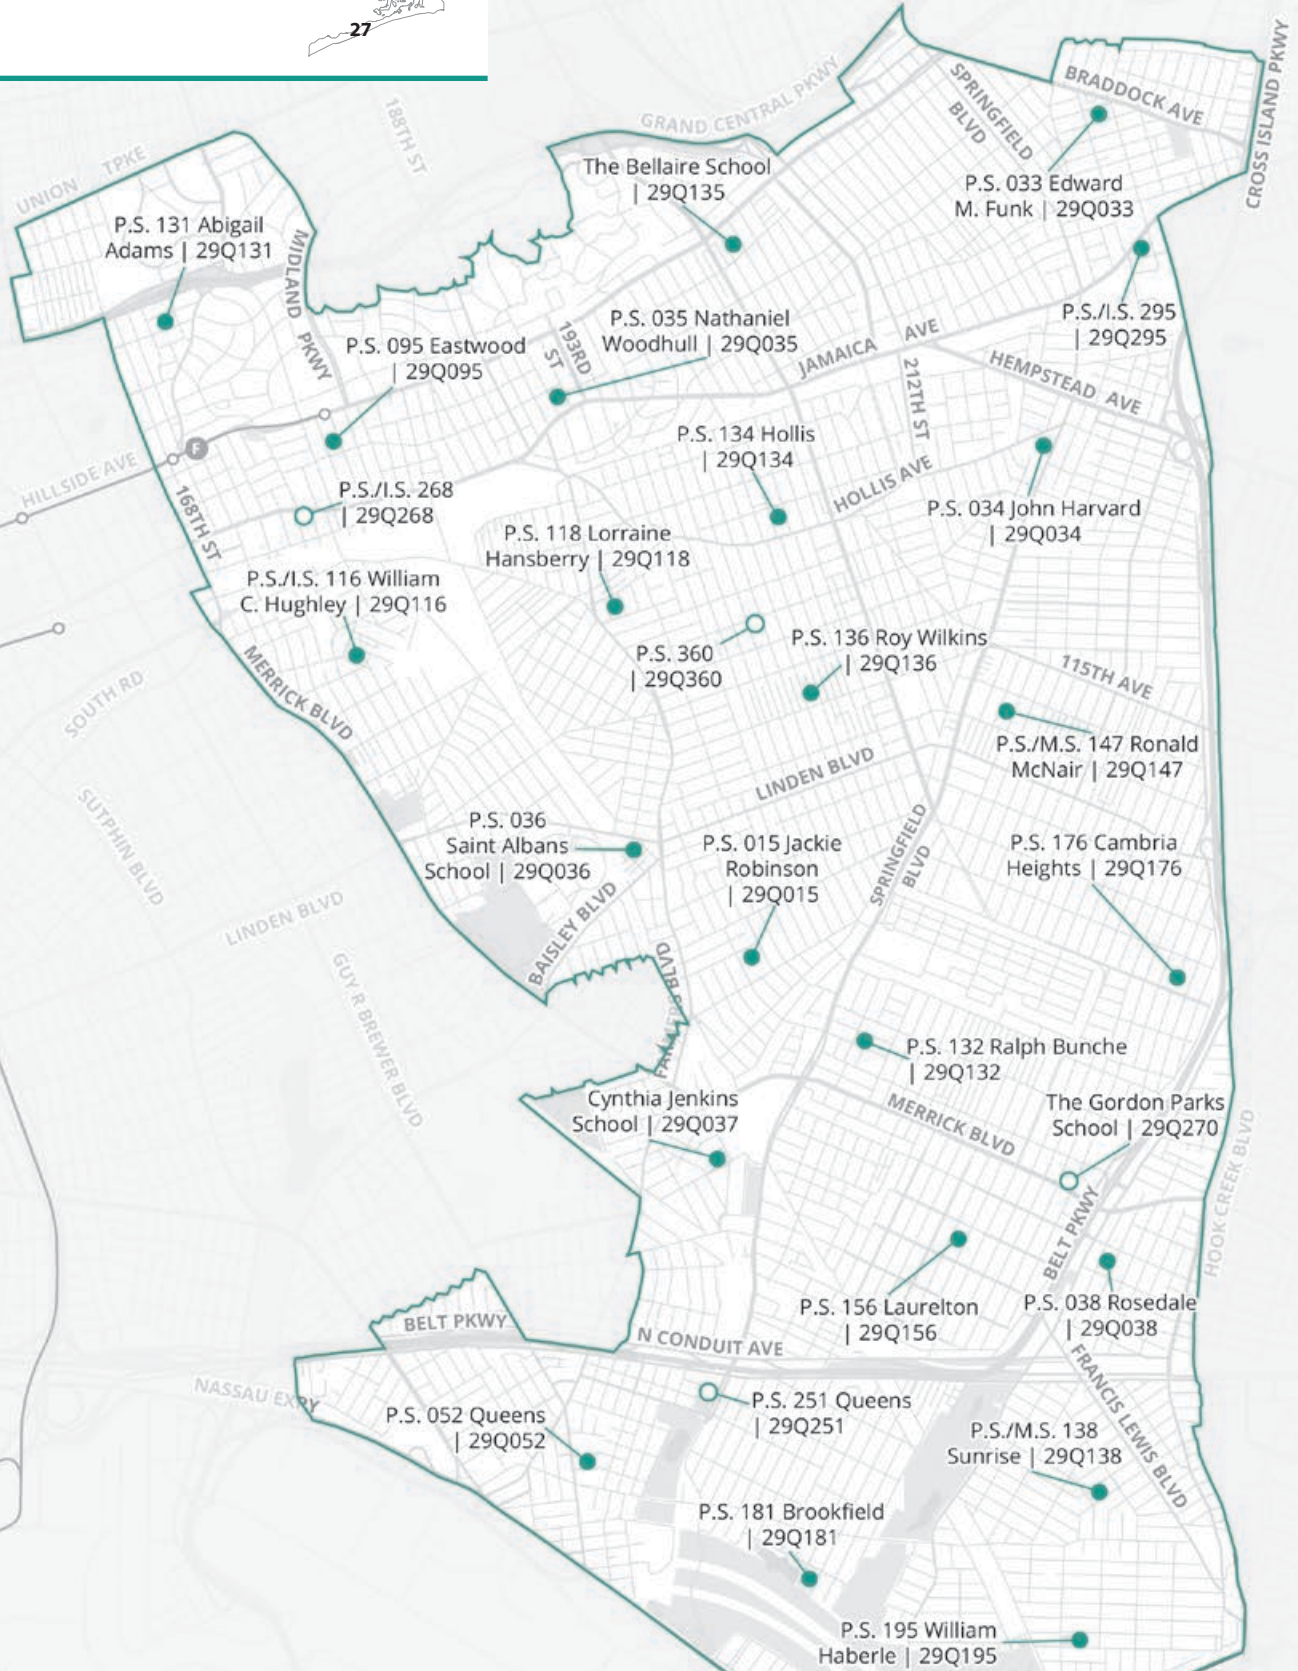 27
CROSS ISLAND PKWY
BRADDOCK AVE
SPRINGFIELD
BLVD
GRAND CENTRAL PKWY
188TH ST
UNION TPKE
The Bellaire School
| 29Q135
P.S. 033 Edward
M. Funk | 29Q033
P.S. 131 Abigail
Adams | 29Q131
MIDLAND PKWY
P.S./I.S. 295
| 29Q295
P.S. 035 Nathaniel
Woodhull | 29Q035
193RD
ST
P.S. 095 Eastwood
| 29Q095
JAMAICA AVE
HEMPSTEAD AVE
212TH ST
P.S. 134 Hollis
| 29Q134
F
HILLSIDE AVE
HOLLIS AVE
168TH ST
P.S./I.S. 268
| 29Q268
P.S. 034 John Harvard
| 29Q034
P.S. 118 Lorraine
Hansberry | 29Q118
P.S./I.S. 116 William
C. Hughley | 29Q116
P.S. 360
| 29Q360
P.S. 136 Roy Wilkins
| 29Q136
115TH AVE
MERRICK BLVD
SOUTH RD
P.S./M.S. 147 Ronald
McNair | 29Q147
LINDEN BLVD
SUTPHIN BLVD
P.S. 036
Saint Albans
School | 29Q036
P.S. 015 Jackie
Robinson
| 29Q015
SPRINGFIELD
BLVD
P.S. 176 Cambria
Heights | 29Q176
LINDEN BLVD
BAISLEY BLVD
GUY R BREWER BLVD
FARMERS BLVD
P.S. 132 Ralph Bunche
| 29Q132
Cynthia Jenkins
School | 29Q037
MERRICK BLVD
The Gordon Parks
School | 29Q270
HOOK CREEK BLVD
BELT PKWY
P.S. 156 Laurelton
| 29Q156
P.S. 038 Rosedale
| 29Q038
BELT PKWY
N CONDUIT AVE
NASSAU EXPY
P.S. 052 Queens
| 29Q052
P.S. 251 Queens
| 29Q251
FRANCIS LEWIS BLVD
P.S./M.S. 138
Sunrise | 29Q138
P.S. 181 Brookfield
| 29Q181
P.S. 195 William
Haberle | 29Q195